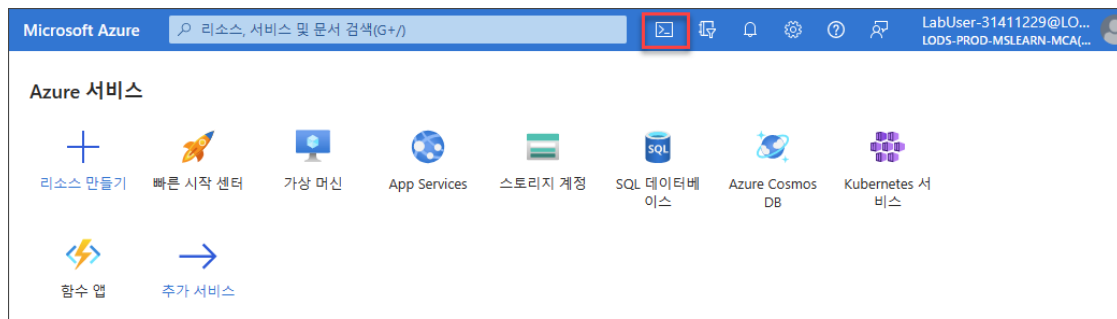 Microsoft Azure
리소스, 서비스 및 문서 검색(G+/)
LabUser-31411229@LO...
LODS-PROD-MSLEARN-MCA(...
Azure 서비스
리소스 만들기
빠른 시작 센터
가상 머신
App Services
스토리지 계정
SQL
SQL 데이터베
이스
Azure Cosmos
DB
Kubernetes 서
비스
함수 앱
추가 서비스